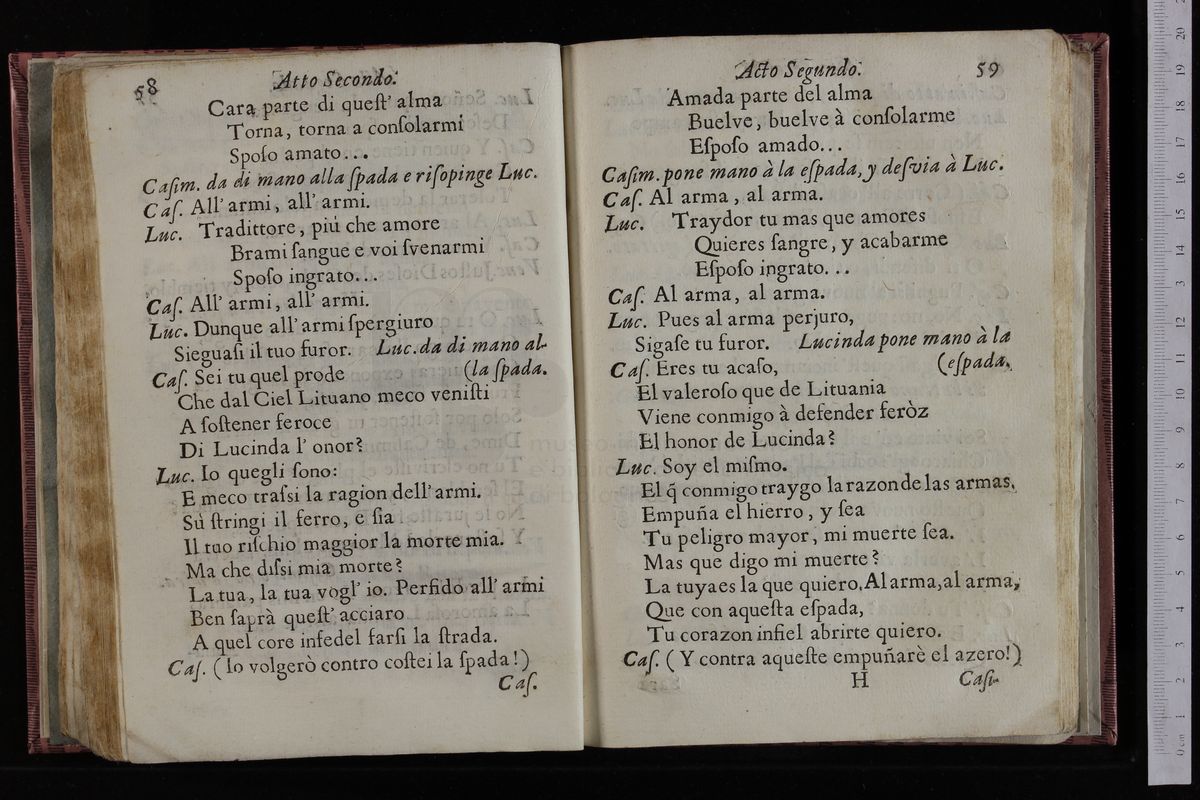 58
Atto Secondo.
Cara parte di queſt' alma
Torna, torna a conſolarmi
Spoſo amato...
Caſim. da di mano alla ſpada e riſopinge Luc.
Caſ. All' armi, all' armi.
Luc. Tradittore, più che amore
Brami ſangue e voi ſvenarmi
Spoſo ingrato...
Caſ. All' armi, all' armi.
Luc. Dunque all' armi ſpergiuro
Sieguaſi il tuo furor. Luc. da di mano al-
Caſ. Sei tu quel prode (la ſpada.
Che dal Ciel Lituano meco veniſti
A ſoſtener feroce
Di Lucinda l' onor?
Luc. Io quegli ſono:
E meco traſsi la ragion dell' armi.
Sù ſtringi il ferro, e ſia
Il tuo riſchio maggior la morte mia.
Ma che diſsi mia morte?
La tua, la tua vogl' io. Perfido all' armi
Ben ſaprà queſt' acciaro
A quel core infedel farſi la ſtrada.
Caſ. (Io volgerò contro coſtei la ſpada!)
Caſ.
Acto Segundo.
59
Amada parte del alma
Buelve, buelve à conſolarme
Eſpoſo amado...
Caſim. pone mano à la eſpada, y deſvia à Luc.
Caſ. Al arma, al arma.
Luc. Traydor tu mas que amores
Quieres ſangre, y acabarme
Eſpoſo ingrato...
Caſ. Al arma, al arma.
Luc. Pues al arma perjuro,
Sigaſe tu furor. Lucinda pone mano à la
Caſ. Eres tu acaſo, (eſpada.
El valeroſo que de Lituania
Viene conmigo à defender feròz
El honor de Lucinda?
Luc. Soy el miſmo.
El q̃ conmigo traygo la razon de las armas.
Empuña el hierro, y ſea
Tu peligro mayor, mi muerte ſea.
Mas que digo mi muerte?
La tuya es la que quiero. Al arma, al arma,
Que con aqueſta eſpada,
Tu corazon infiel abrirte quiero.
Caſ. (Y contra aqueſte empuñarè el azero!)
H Caſi-